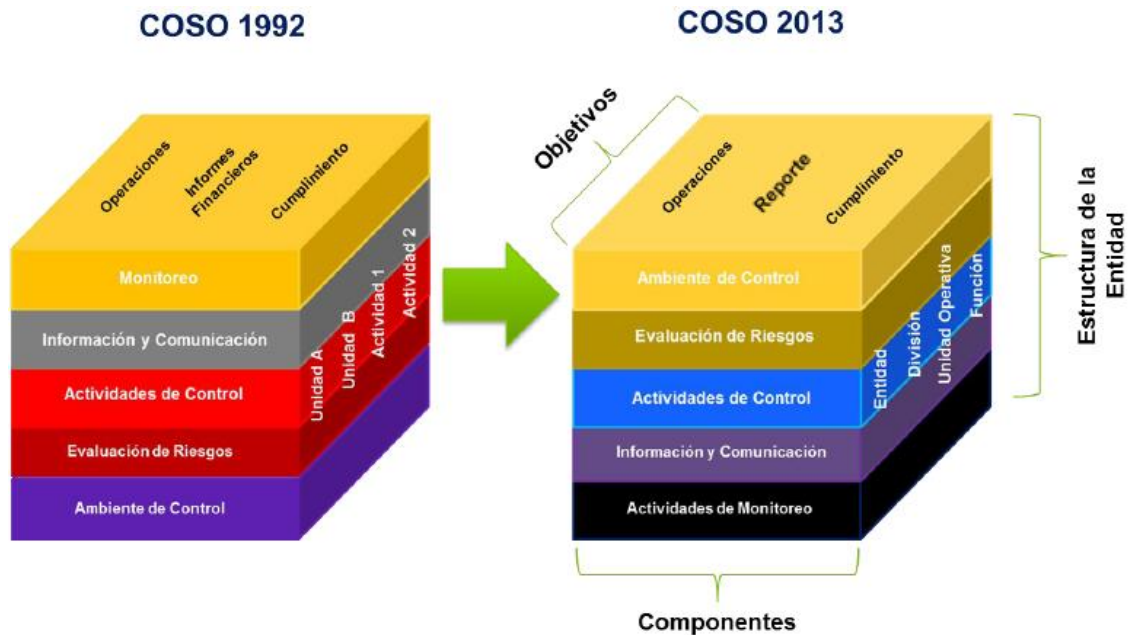 COSO 1992
COSO 2013
Operaciones
Informes
Financieros
Cumplimiento
Monitoreo
Información y Comunicación
Actividades de Control
Evaluación de Riesgos
Ambiente de Control
Unidad A
Unidad B
Actividad 1
Actividad 2
Objetivos
Operaciones
Reporte
Cumplimiento
Ambiente de Control
Evaluación de Riesgos
Actividades de Control
Información y Comunicación
Actividades de Monitoreo
Entidad
División
Unidad Operativa
Función
Estructura de la
Entidad
Componentes